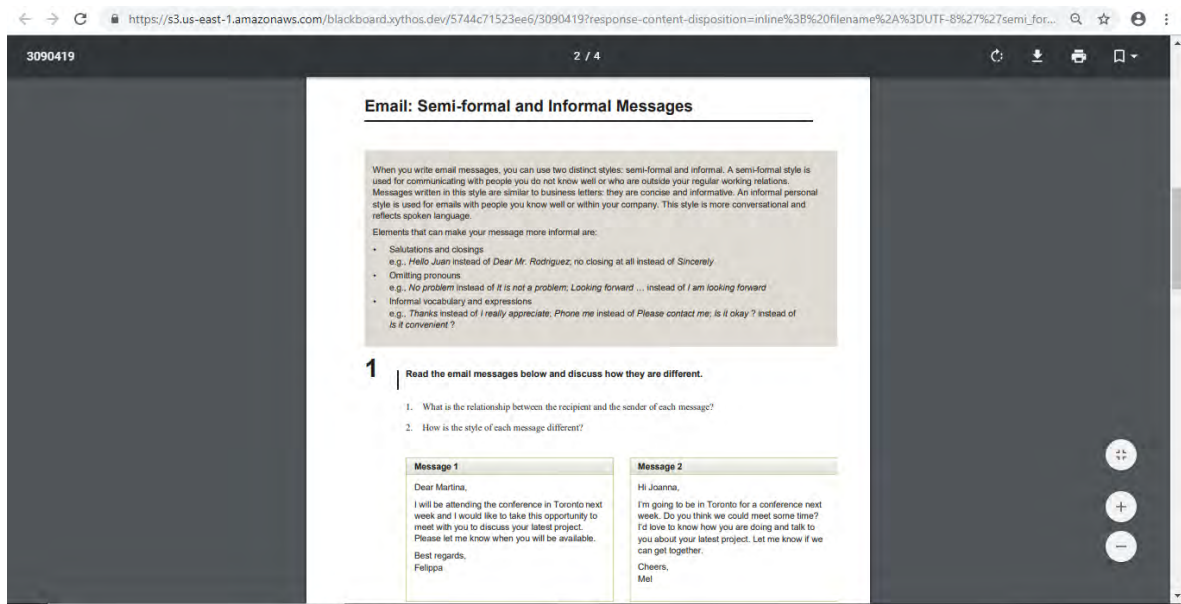 https://s3.us-east-1.amazonaws.com/blackboard.xythos.dev/5744c71523ee6/3090419?response-content-disposition=inline%3B%20filename%2A%3DUTF-8%27%27semi_for...
3090419
2 / 4
Email: Semi-formal and Informal Messages
When you write email messages, you can use two distinct styles: semi-formal and informal. A semi-formal style is
used for communicating with people you do not know well or who are outside your regular working relations.
Messages written in this style are similar to business letters: they are concise and informative. An informal personal
style is used for emails with people you know well or within your company. This style is more conversational and
reflects spoken language.
Elements that can make your message more informal are:
• Salutations and closings
e.g., Hello Juan instead of Dear Mr. Rodriguez; no closing at all instead of Sincerely
• Omitting pronouns
e.g., No problem instead of It is not a problem; Looking forward ... instead of I am looking forward
• Informal vocabulary and expressions
e.g., Thanks instead of I really appreciate; Phone me instead of Please contact me; Is it okay ? instead of
Is it convenient ?
1
Read the email messages below and discuss how they are different.
1. What is the relationship between the recipient and the sender of each message?
2. How is the style of each message different?
Message 1
Dear Martina,
I will be attending the conference in Toronto next
week and I would like to take this opportunity to
meet with you to discuss your latest project.
Please let me know when you will be available.
Best regards,
Felippa
Message 2
Hi Joanna,
I'm going to be in Toronto for a conference next
week. Do you think we could meet some time?
I'd love to know how you are doing and talk to
you about your latest project. Let me know if we
can get together.
Cheers,
Mel